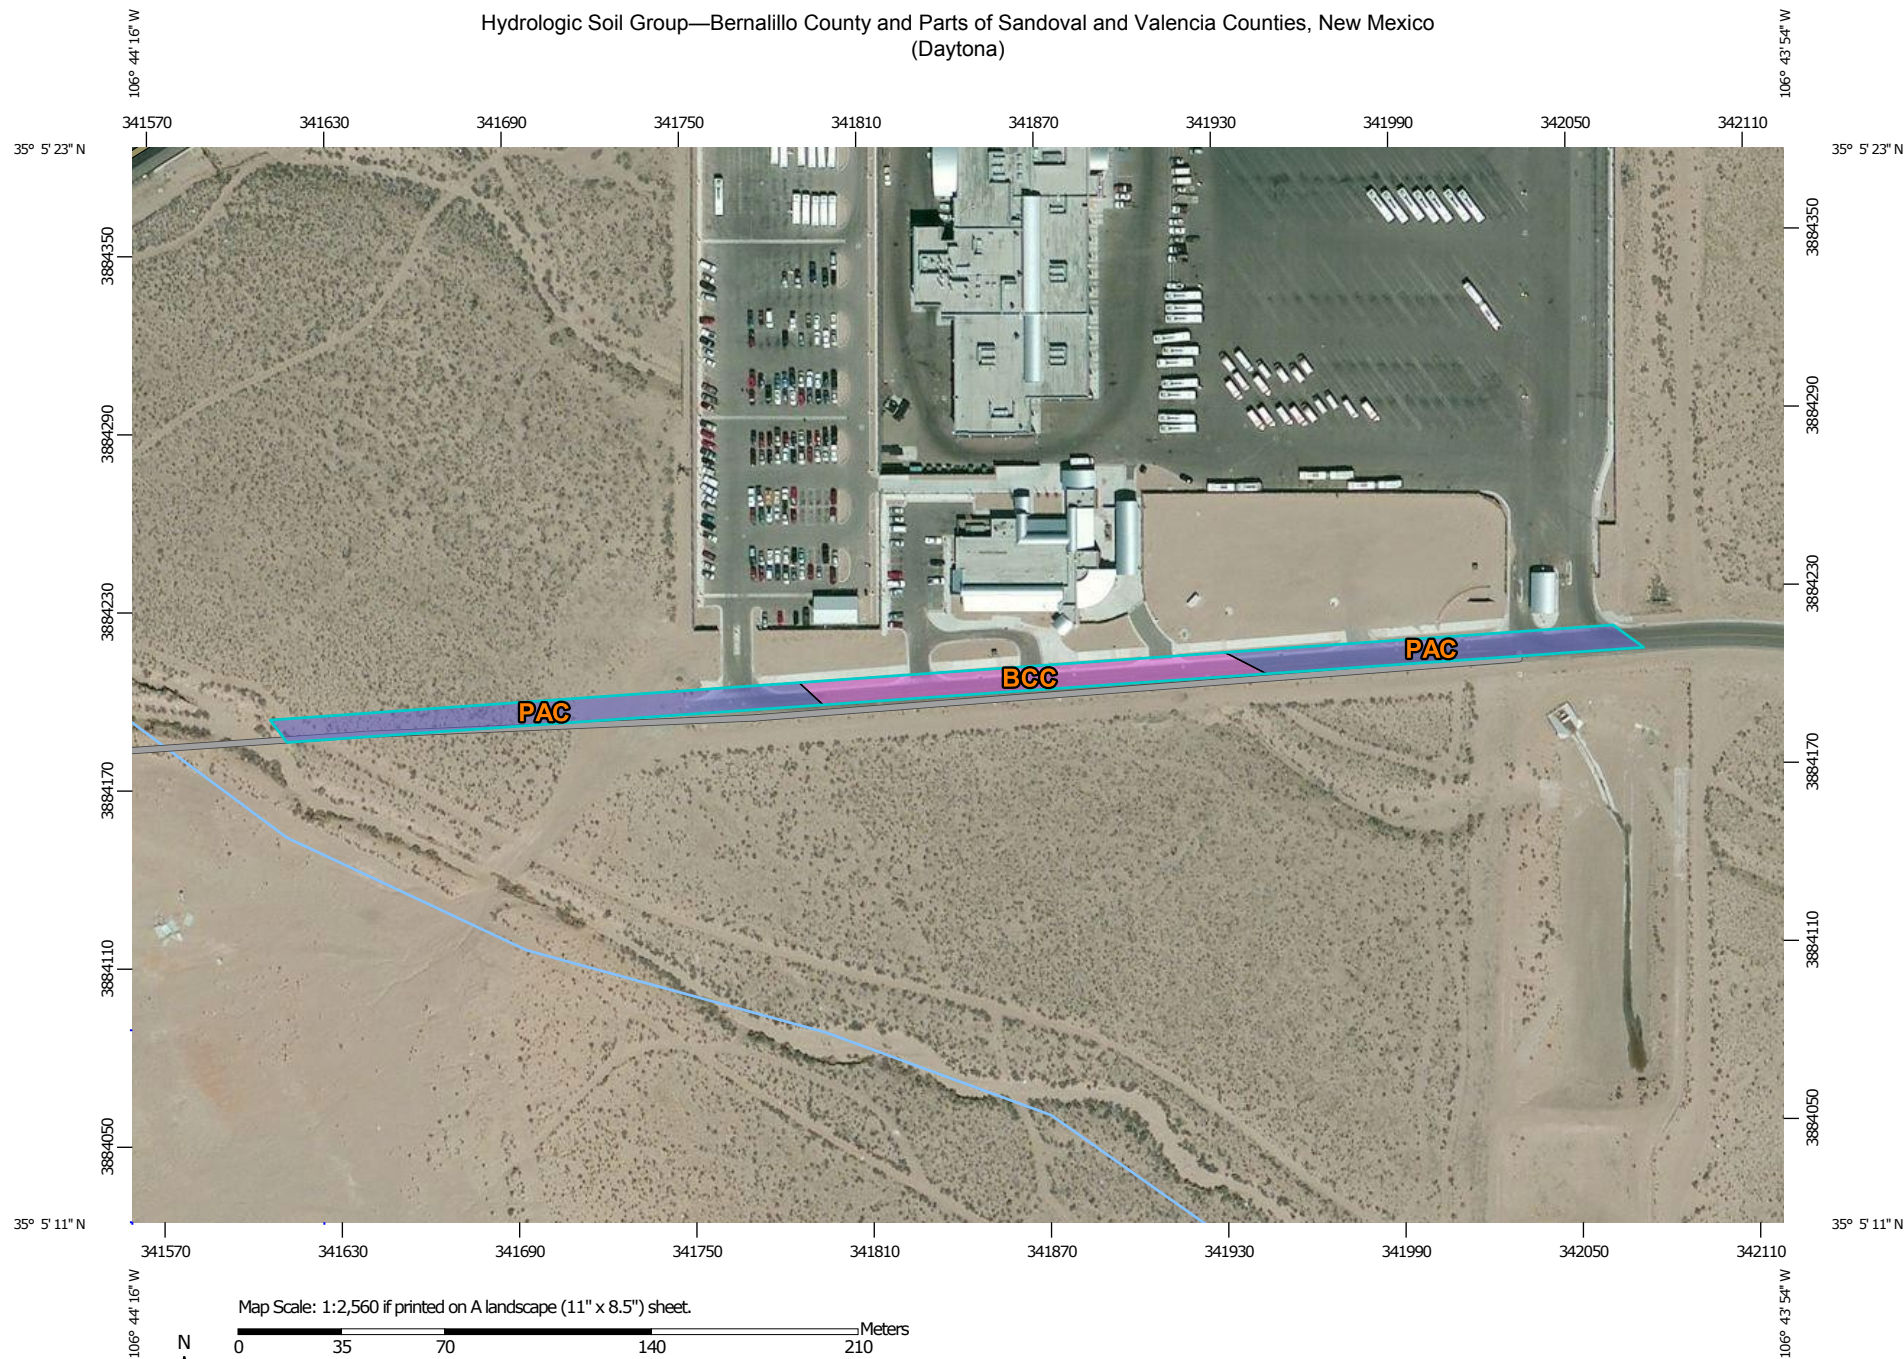 Hydrologic Soil Group—Bernalillo County and Parts of Sandoval and Valencia Counties, New Mexico
(Daytona)
106° 44' 16" W
106° 43' 54" W
341570 341630 341690 341750 341810 341870 341930 341990 342050 342110
35° 5' 23" N
35° 5' 23" N
3884350
3884350
3884290
3884290
3884230
3884230
PAC
BCC
PAC
3884170
3884170
3884110
3884110
3884050
3884050
35° 5' 11" N
35° 5' 11" N
341570 341630 341690 341750 341810 341870 341930 341990 342050 342110
106° 44' 16" W
106° 43' 54" W
Map Scale: 1:2,560 if printed on A landscape (11" x 8.5") sheet.
Meters
N
0 35 70 140 210